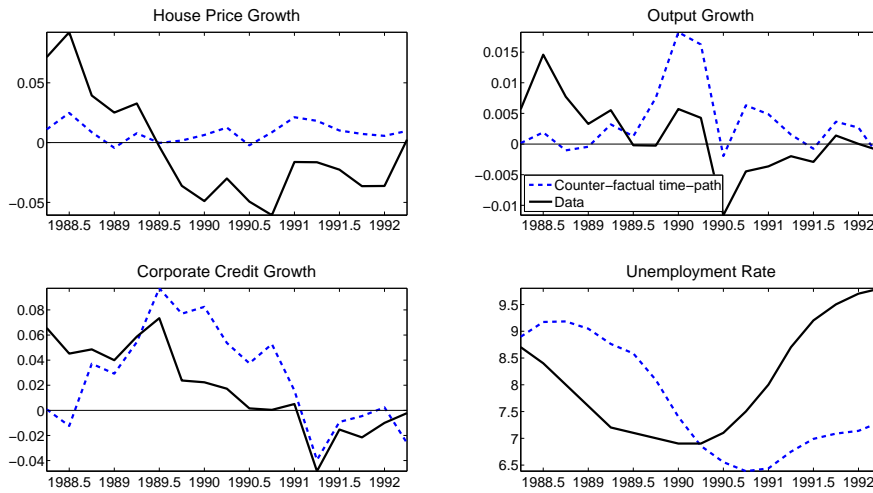 House Price Growth
0.05
0
−0.05
1988.5 1989 1989.5 1990 1990.5 1991 1991.5 1992
Output Growth
0.015
0.01
0.005
0
−0.005
−0.01
Counter−factual time−path
Data
1988.5 1989 1989.5 1990 1990.5 1991 1991.5 1992
Corporate Credit Growth
0.08
0.06
0.04
0.02
0
−0.02
−0.04
1988.5 1989 1989.5 1990 1990.5 1991 1991.5 1992
Unemployment Rate
9.5
9
8.5
8
7.5
7
6.5
1988.5 1989 1989.5 1990 1990.5 1991 1991.5 1992